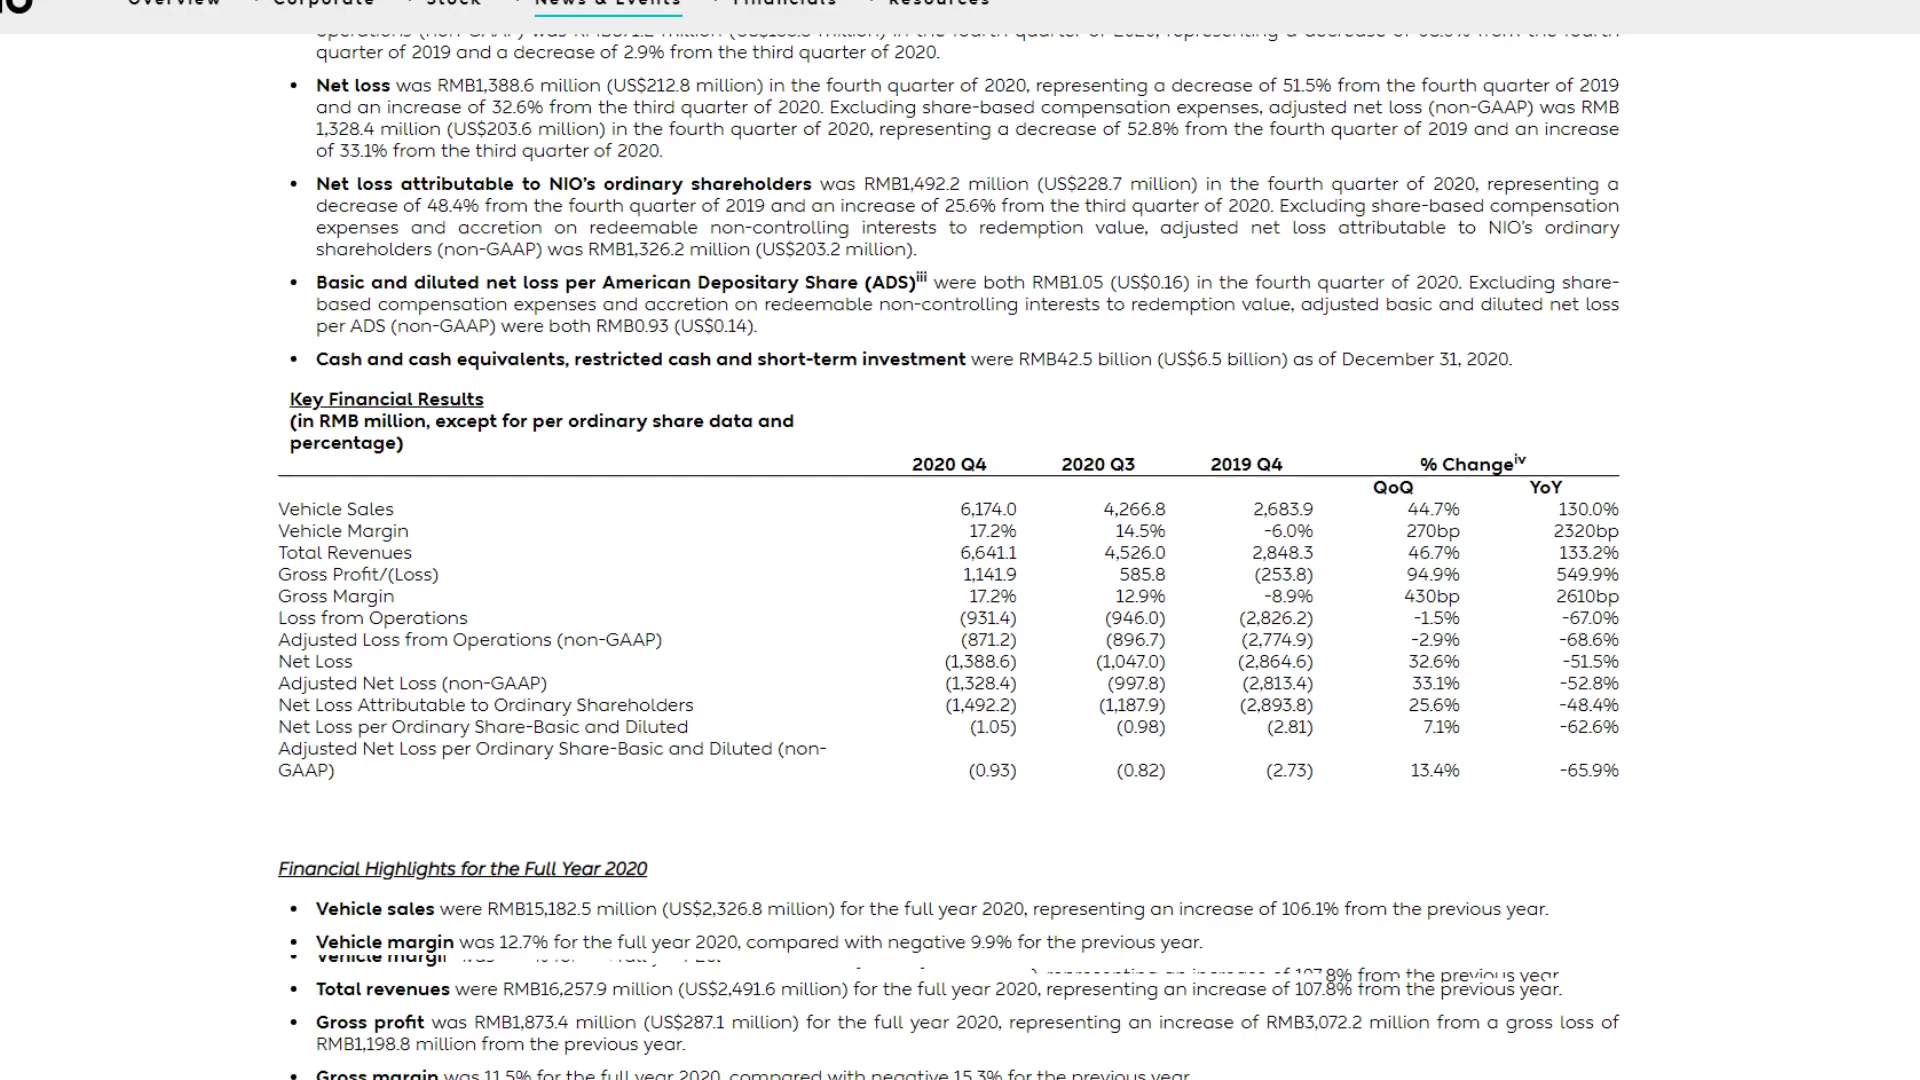 Overview Corporate Stock News & Events Financials Resources
quarter of 2019 and a decrease of 2.9% from the third quarter of 2020.
• Net loss was RMB1,388.6 million (US$212.8 million) in the fourth quarter of 2020, representing a decrease of 51.5% from the fourth quarter of 2019
and an increase of 32.6% from the third quarter of 2020. Excluding share-based compensation expenses, adjusted net loss (non-GAAP) was RMB
1,328.4 million (US$203.6 million) in the fourth quarter of 2020, representing a decrease of 52.8% from the fourth quarter of 2019 and an increase
of 33.1% from the third quarter of 2020.
• Net loss attributable to NIO’s ordinary shareholders was RMB1,492.2 million (US$228.7 million) in the fourth quarter of 2020, representing a
decrease of 48.4% from the fourth quarter of 2019 and an increase of 25.6% from the third quarter of 2020. Excluding share-based compensation
expenses and accretion on redeemable non-controlling interests to redemption value, adjusted net loss attributable to NIO’s ordinary
shareholders (non-GAAP) was RMB1,326.2 million (US$203.2 million).
• Basic and diluted net loss per American Depositary Share (ADS)iii were both RMB1.05 (US$0.16) in the fourth quarter of 2020. Excluding share-
based compensation expenses and accretion on redeemable non-controlling interests to redemption value, adjusted basic and diluted net loss
per ADS (non-GAAP) were both RMB0.93 (US$0.14).
• Cash and cash equivalents, restricted cash and short-term investment were RMB42.5 billion (US$6.5 billion) as of December 31, 2020.
Key Financial Results
(in RMB million, except for per ordinary share data and
percentage)
2020 Q4 2020 Q3 2019 Q4 % Changeiv
QoQ YoY
Vehicle Sales 6,174.0 4,266.8 2,683.9 44.7% 130.0%
Vehicle Margin 17.2% 14.5% -6.0% 270bp 2320bp
Total Revenues 6,641.1 4,526.0 2,848.3 46.7% 133.2%
Gross Profit/(Loss) 1,141.9 585.8 (253.8) 94.9% 549.9%
Gross Margin 17.2% 12.9% -8.9% 430bp 2610bp
Loss from Operations (931.4) (946.0) (2,826.2) -1.5% -67.0%
Adjusted Loss from Operations (non-GAAP) (871.2) (896.7) (2,774.9) -2.9% -68.6%
Net Loss (1,388.6) (1,047.0) (2,864.6) 32.6% -51.5%
Adjusted Net Loss (non-GAAP) (1,328.4) (997.8) (2,813.4) 33.1% -52.8%
Net Loss Attributable to Ordinary Shareholders (1,492.2) (1,187.9) (2,893.8) 25.6% -48.4%
Net Loss per Ordinary Share-Basic and Diluted (1.05) (0.98) (2.81) 7.1% -62.6%
Adjusted Net Loss per Ordinary Share-Basic and Diluted (non-
GAAP) (0.93) (0.82) (2.73) 13.4% -65.9%
Financial Highlights for the Full Year 2020
• Vehicle sales were RMB15,182.5 million (US$2,326.8 million) for the full year 2020, representing an increase of 106.1% from the previous year.
• Vehicle margin was 12.7% for the full year 2020, compared with negative 9.9% for the previous year.
• Total revenues were RMB16,257.9 million (US$2,491.6 million) for the full year 2020, representing an increase of 107.8% from the previous year.
• Gross profit was RMB1,873.4 million (US$287.1 million) for the full year 2020, representing an increase of RMB3,072.2 million from a gross loss of
RMB1,198.8 million from the previous year.
• Gross margin was 11.5% for the full year 2020, compared with negative 15.3% for the previous year.